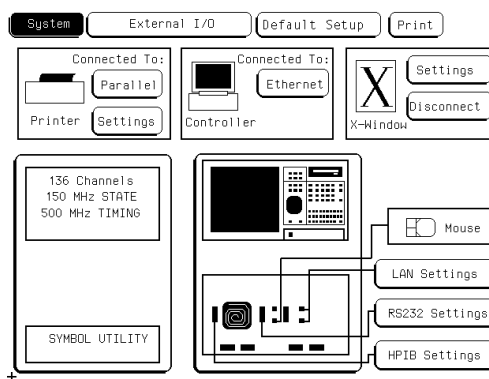 System
External I/O
Default Setup
Print
Connected To:
Parallel
Printer
Settings
Connected To:
Ethernet
Controller
X
X-Window
Settings
Disconnect
136 Channels
150 MHz STATE
500 MHz TIMING
SYMBOL UTILITY
Mouse
LAN Settings
RS232 Settings
HPIB Settings